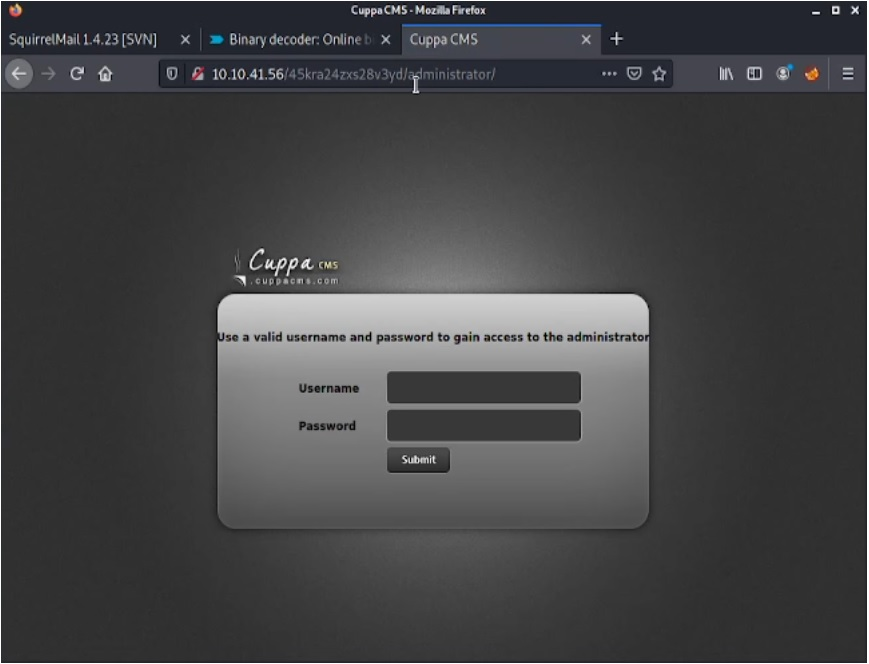 Cuppa CMS - Mozilla Firefox
SquirrelMail 1.4.23 [SVN]
Binary decoder: Online b
Cuppa CMS
10.10.41.56/45kra24zxs28v3yd/administrator/
Cuppa CMS
.cuppacms.com
Use a valid username and password to gain access to the administrator
Username
Password
Submit